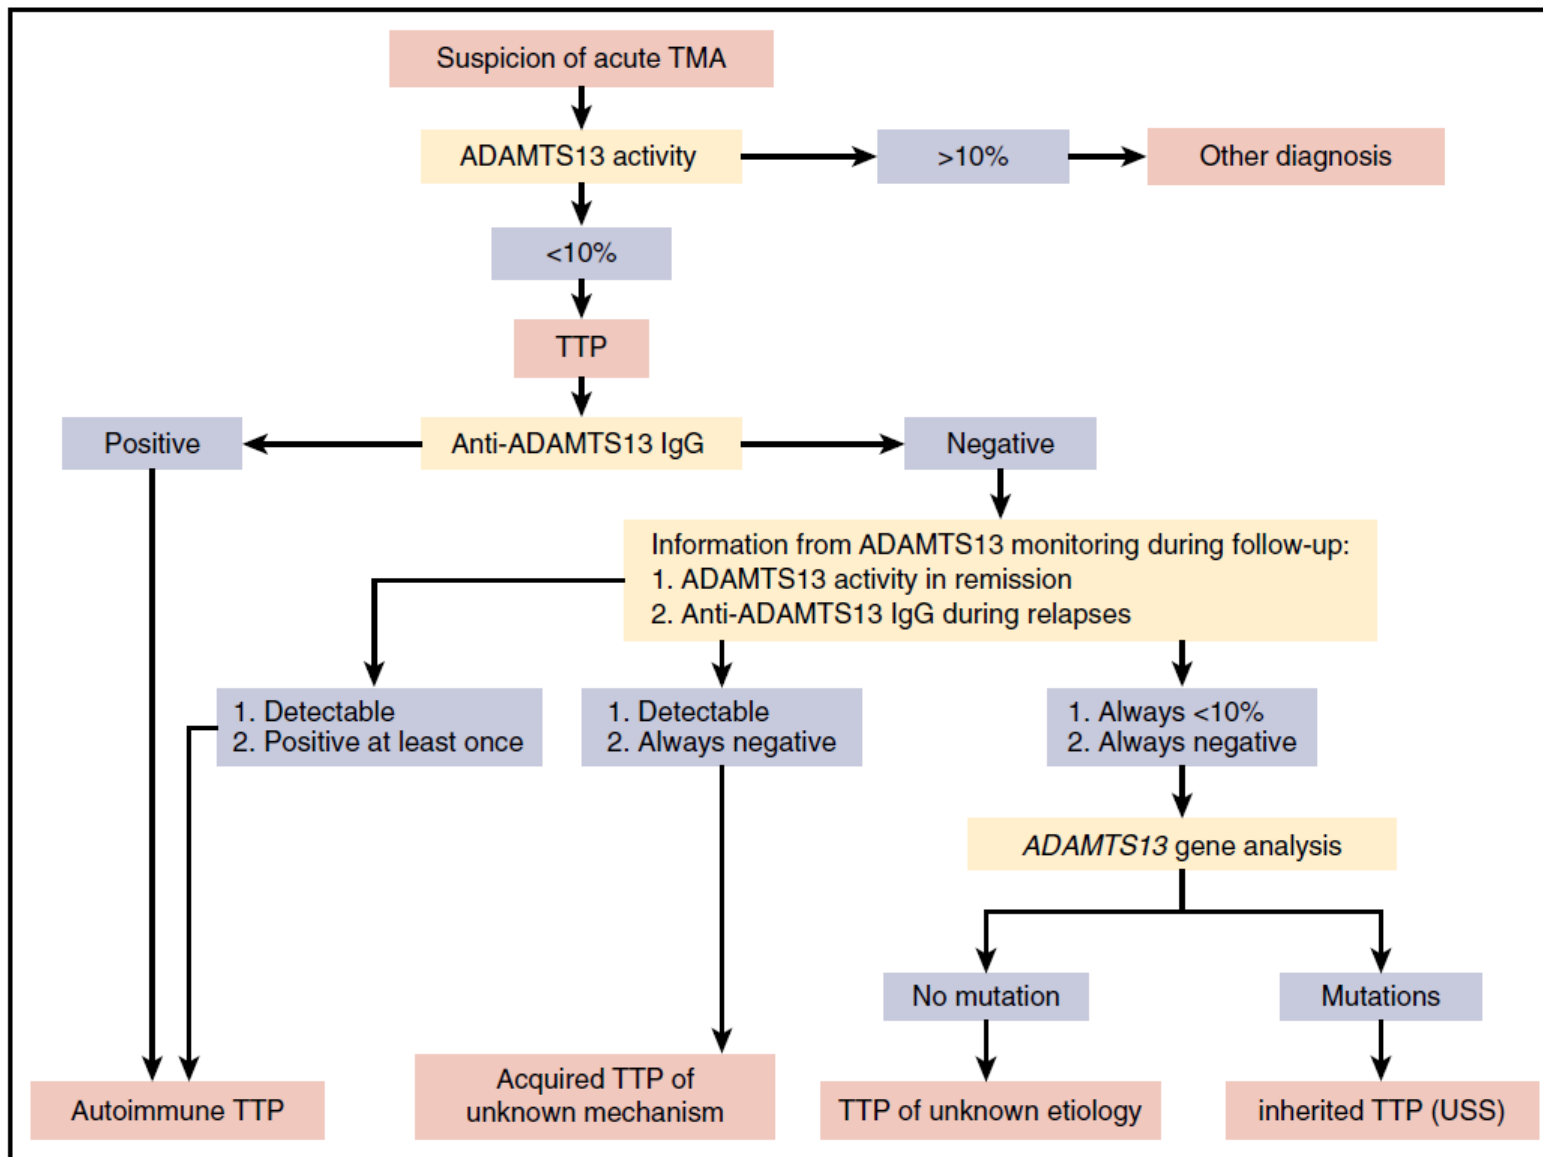 Suspicion of acute TMA
ADAMTS13 activity
>10%
Other diagnosis
<10%
TTP
Positive
Anti-ADAMTS13 IgG
Negative
Information from ADAMTS13 monitoring during follow-up:
1. ADAMTS13 activity in remission
2. Anti-ADAMTS13 IgG during relapses
1. Detectable
2. Positive at least once
1. Detectable
2. Always negative
1. Always <10%
2. Always negative
ADAMTS13 gene analysis
No mutation
Mutations
Autoimmune TTP
Acquired TTP of
unknown mechanism
TTP of unknown etiology
inherited TTP (USS)